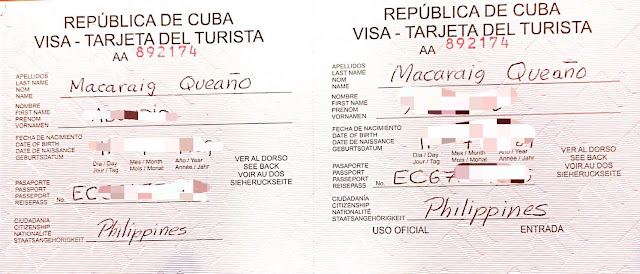 REPÚBLICA DE CUBA
VISA - TARJETA DEL TURISTA
AA 892174
APELLIDOS
LAST NAME
NOM
NAME
Macaraig Queaño
NOMBRE
FIRST NAME
PRENOM
VORNAMEN
FECHA DE NACIMIENTO
DATE OF BIRTH
DATE DE NAISSANCE
GEBURTSDATUM
Día / Day
Jour / Tag
Mes / Month
Mois / Monat
Año / Year
Année / Jahr
VER AL DORSO
SEE BACK
VOIR AU DOS
SIEHERUCKSEITE
PASAPORTE
PASSPORT
PASSEPORT
REISEPASS
No. EC
CIUDADANÍA
CITIZENSHIP
NATIONALITÉ
STAATSANGEHÖRIGKEIT
Philippines
REPÚBLICA DE CUBA
VISA - TARJETA DEL TURISTA
AA 892174
APELLIDOS
LAST NAME
NOM
NAME
Macaraig Queaño
NOMBRE
FIRST NAME
PRENOM
VORNAMEN
FECHA DE NACIMIENTO
DATE OF BIRTH
DATE DE NAISSANCE
GEBURTSDATUM
Día / Day
Jour / Tag
Mes / Month
Mois / Monat
Año / Year
Année / Jahr
VER AL DORSO
SEE BACK
VOIR AU DOS
SIEHERUCKSEITE
PASAPORTE
PASSPORT
PASSEPORT
REISEPASS
No. EC67
CIUDADANÍA
CITIZENSHIP
NATIONALITÉ
STAATSANGEHÖRIGKEIT
Philippines
USO OFICIAL ENTRADA